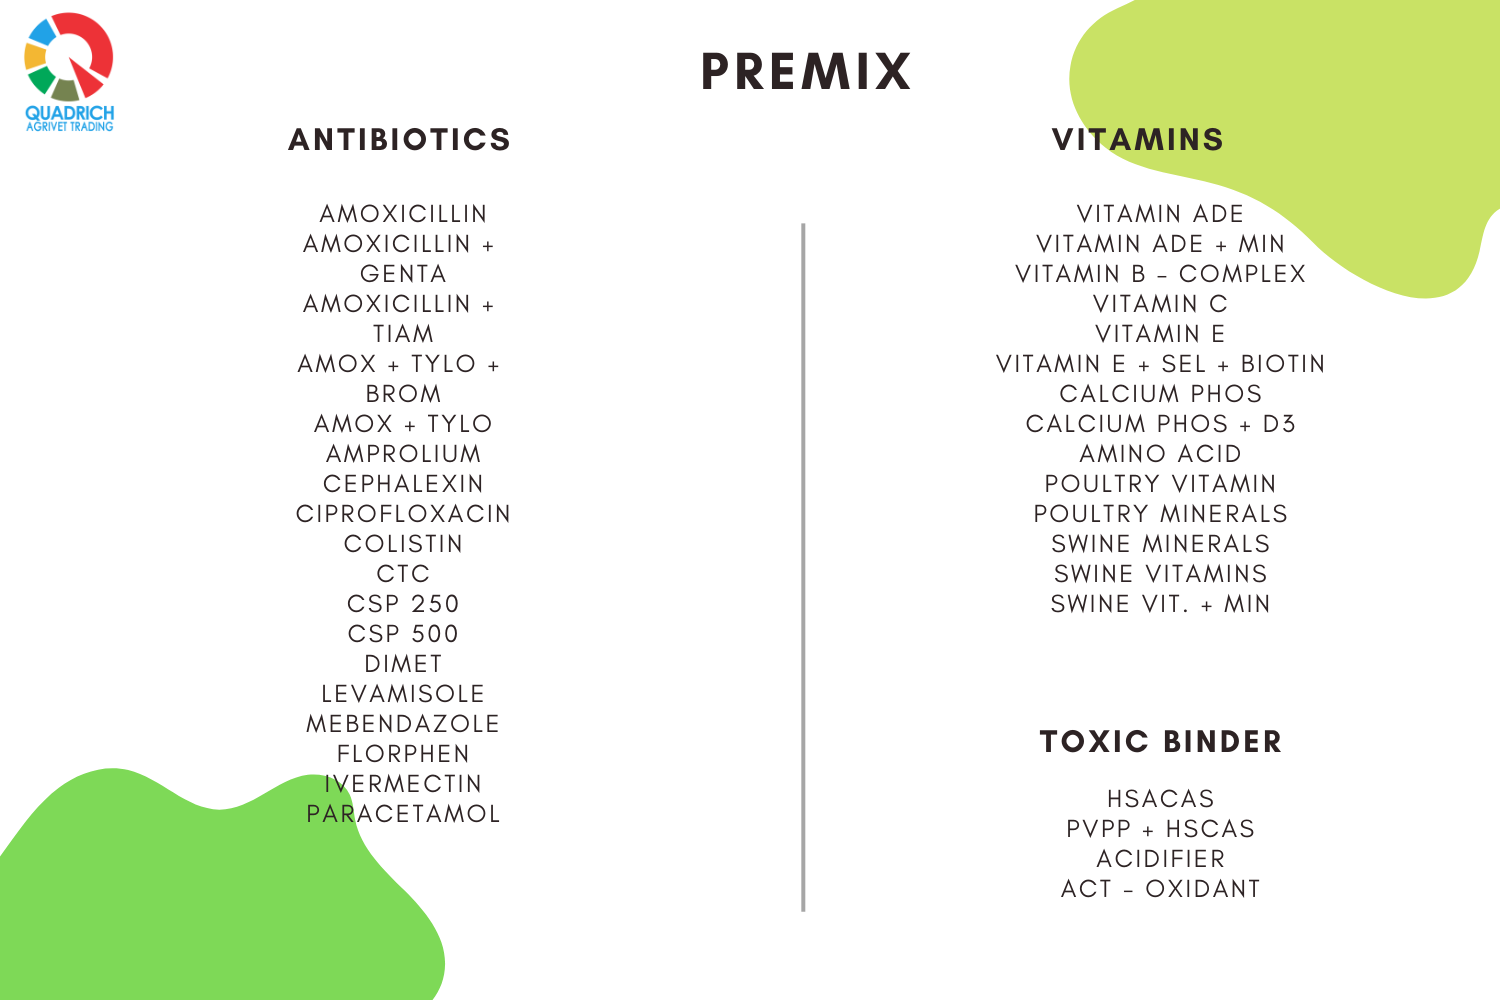 QUADRICH
AGRIVET TRADING
PREMIX
ANTIBIOTICS
AMOXICILLIN
AMOXICILLIN +
GENTA
AMOXICILLIN +
TIAM
AMOX + TYLO +
BROM
AMOX + TYLO
AMPROLIUM
CEPHALEXIN
CIPROFLOXACIN
COLISTIN
CTC
CSP 250
CSP 500
DIMET
LEVAMISOLE
MEBENDAZOLE
FLORPHEN
IVERMECTIN
PARACETAMOL
VITAMINS
VITAMIN ADE
VITAMIN ADE + MIN
VITAMIN B - COMPLEX
VITAMIN C
VITAMIN E
VITAMIN E + SEL + BIOTIN
CALCIUM PHOS
CALCIUM PHOS + D3
AMINO ACID
POULTRY VITAMIN
POULTRY MINERALS
SWINE MINERALS
SWINE VITAMINS
SWINE VIT. + MIN
TOXIC BINDER
HSACAS
PVPP + HSCAS
ACIDIFIER
ACT - OXIDANT